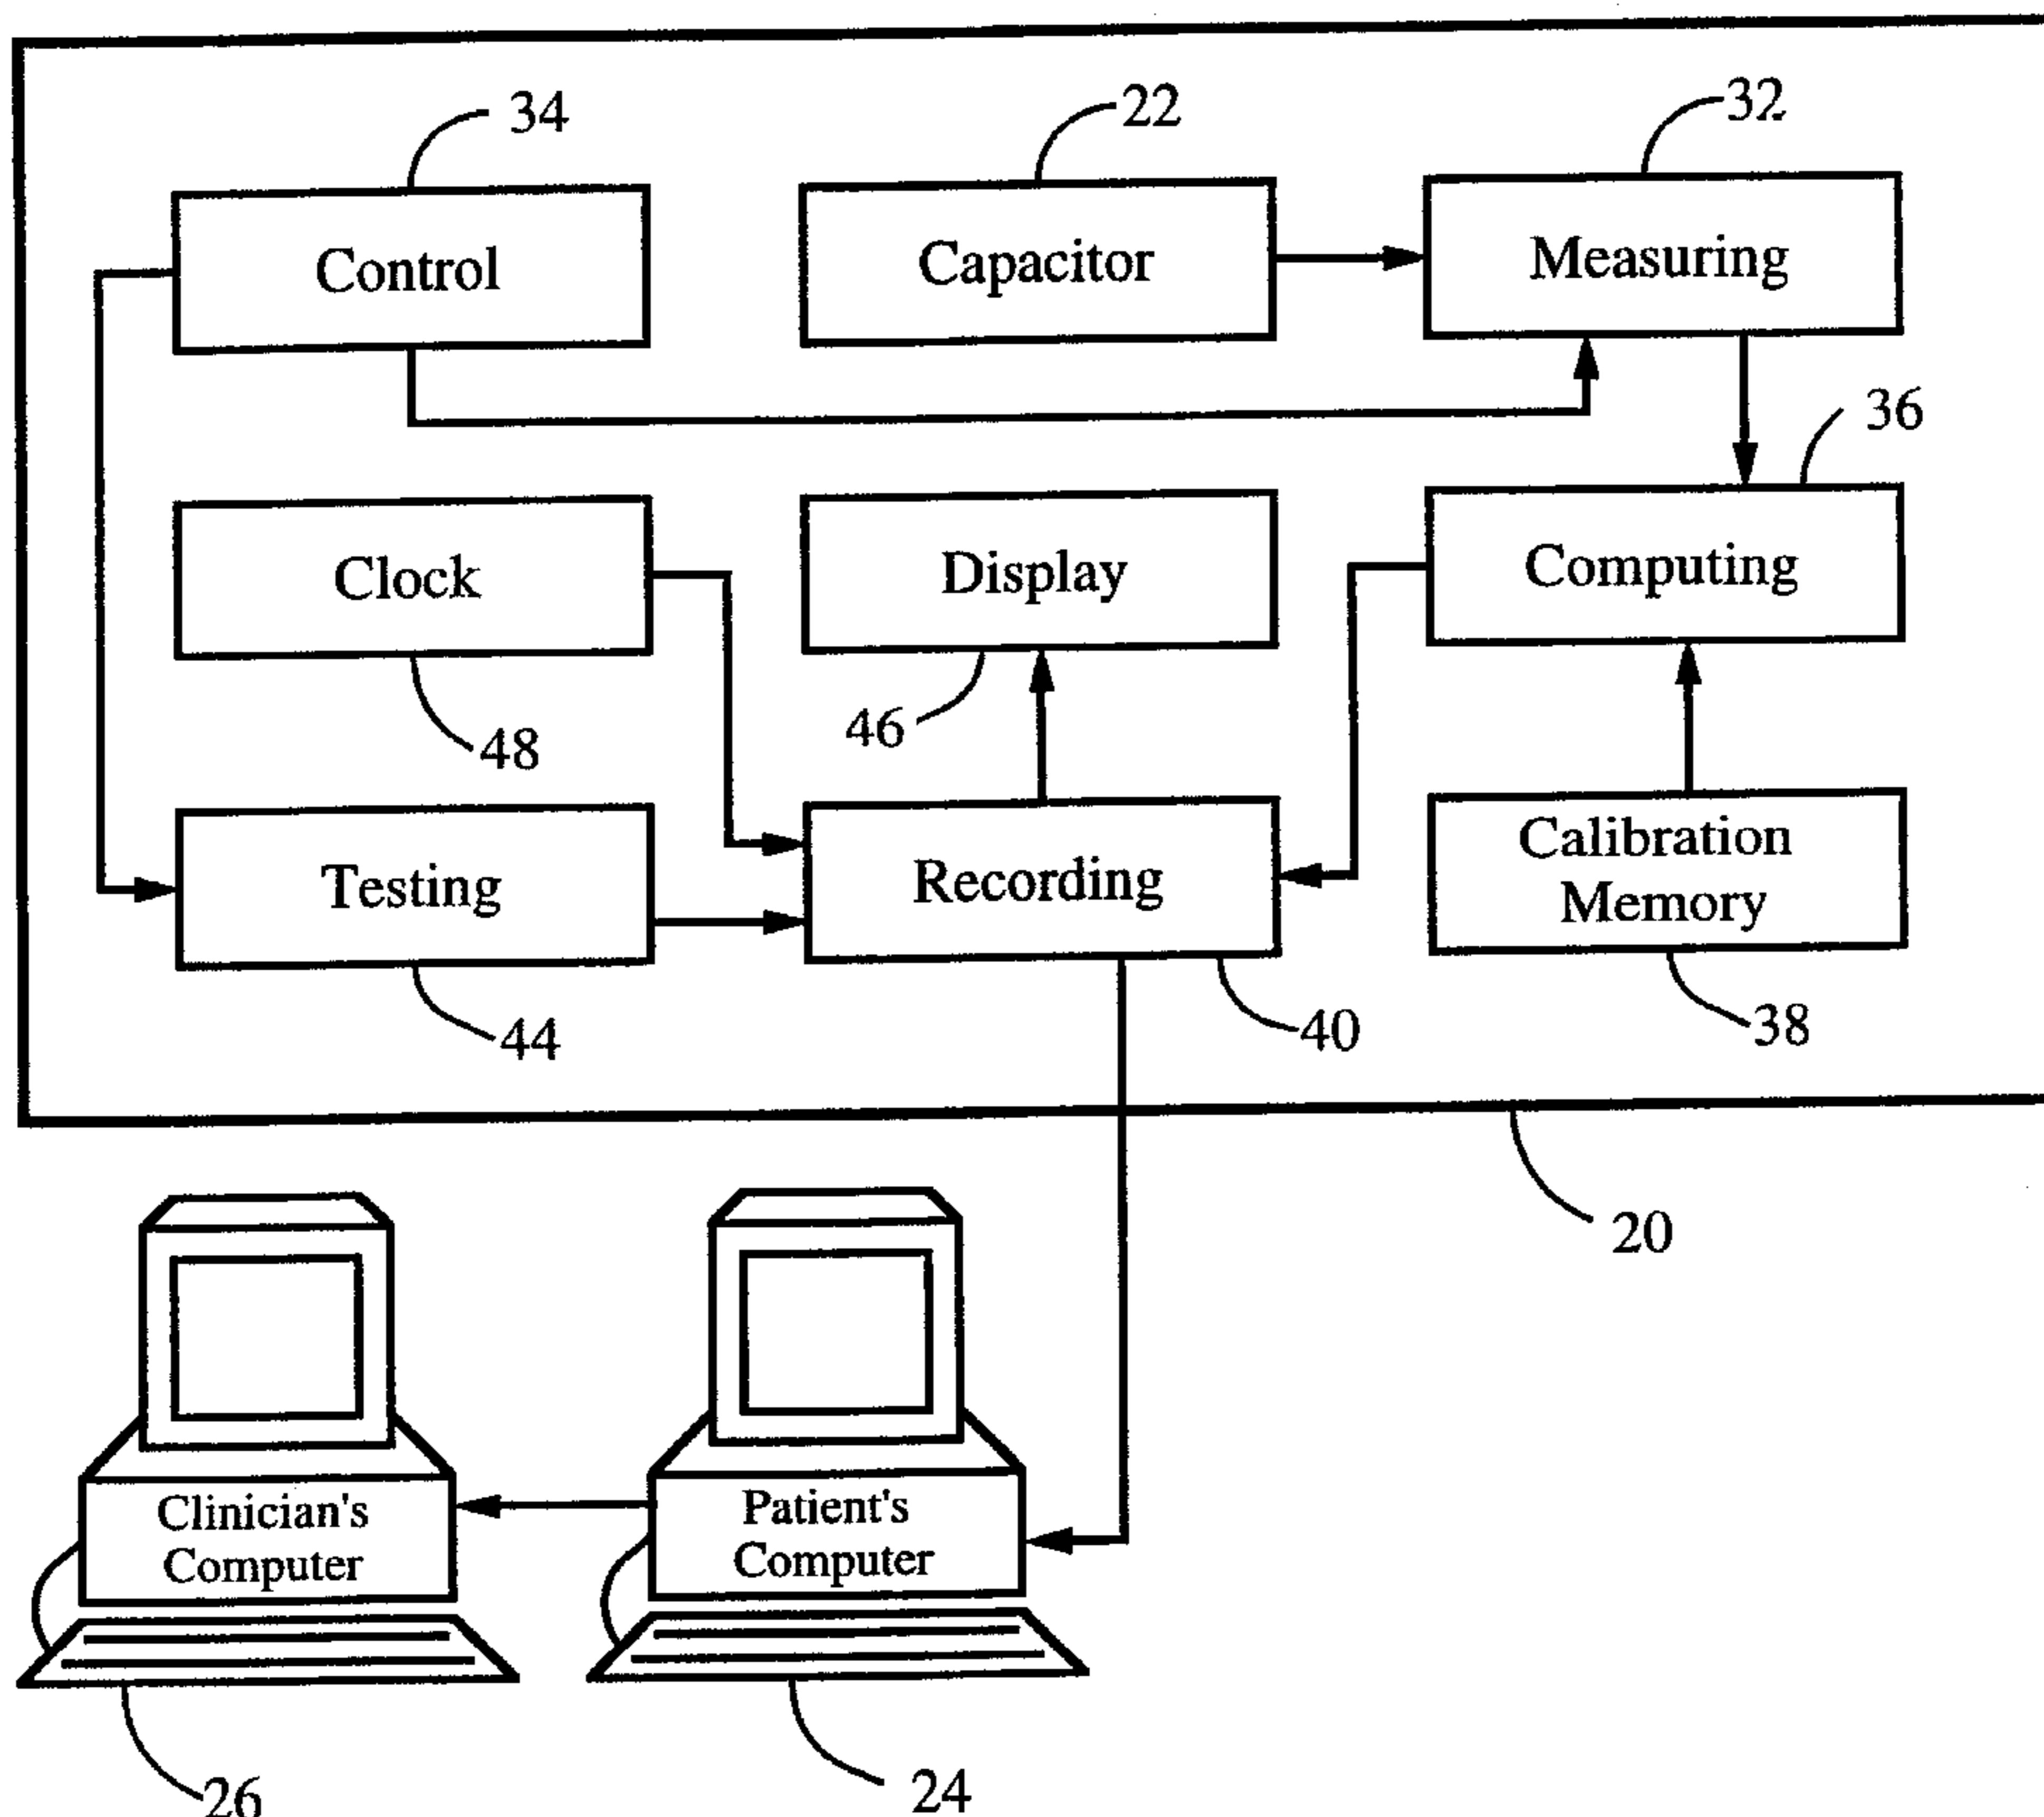 34
22
32
Control
Capacitor
Measuring
36
Clock
Display
Computing
46
48
Testing
Recording
Calibration
Memory
44
40
38
20
Clinician's
Computer
Patient's
Computer
26
24